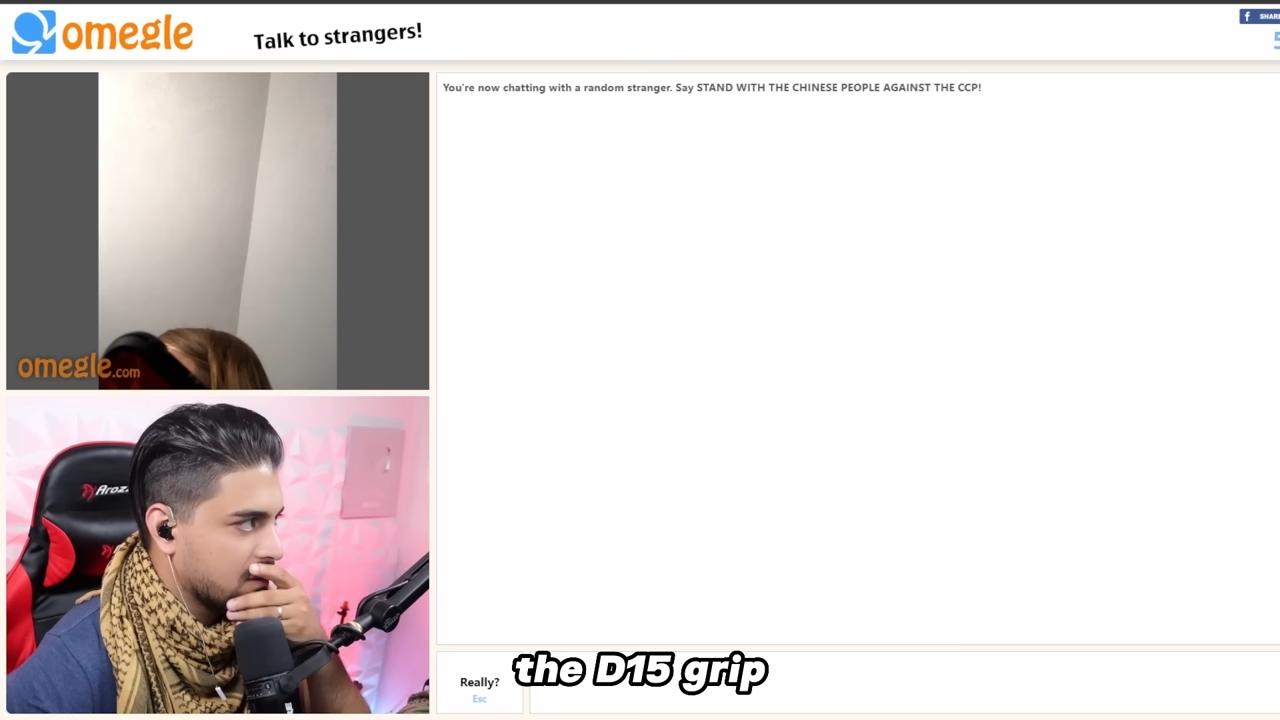 omegle
Talk to strangers!
SHARE
You're now chatting with a random stranger. Say STAND WITH THE CHINESE PEOPLE AGAINST THE CCP!
omegle.com
Really?
Esc
the D15 grip